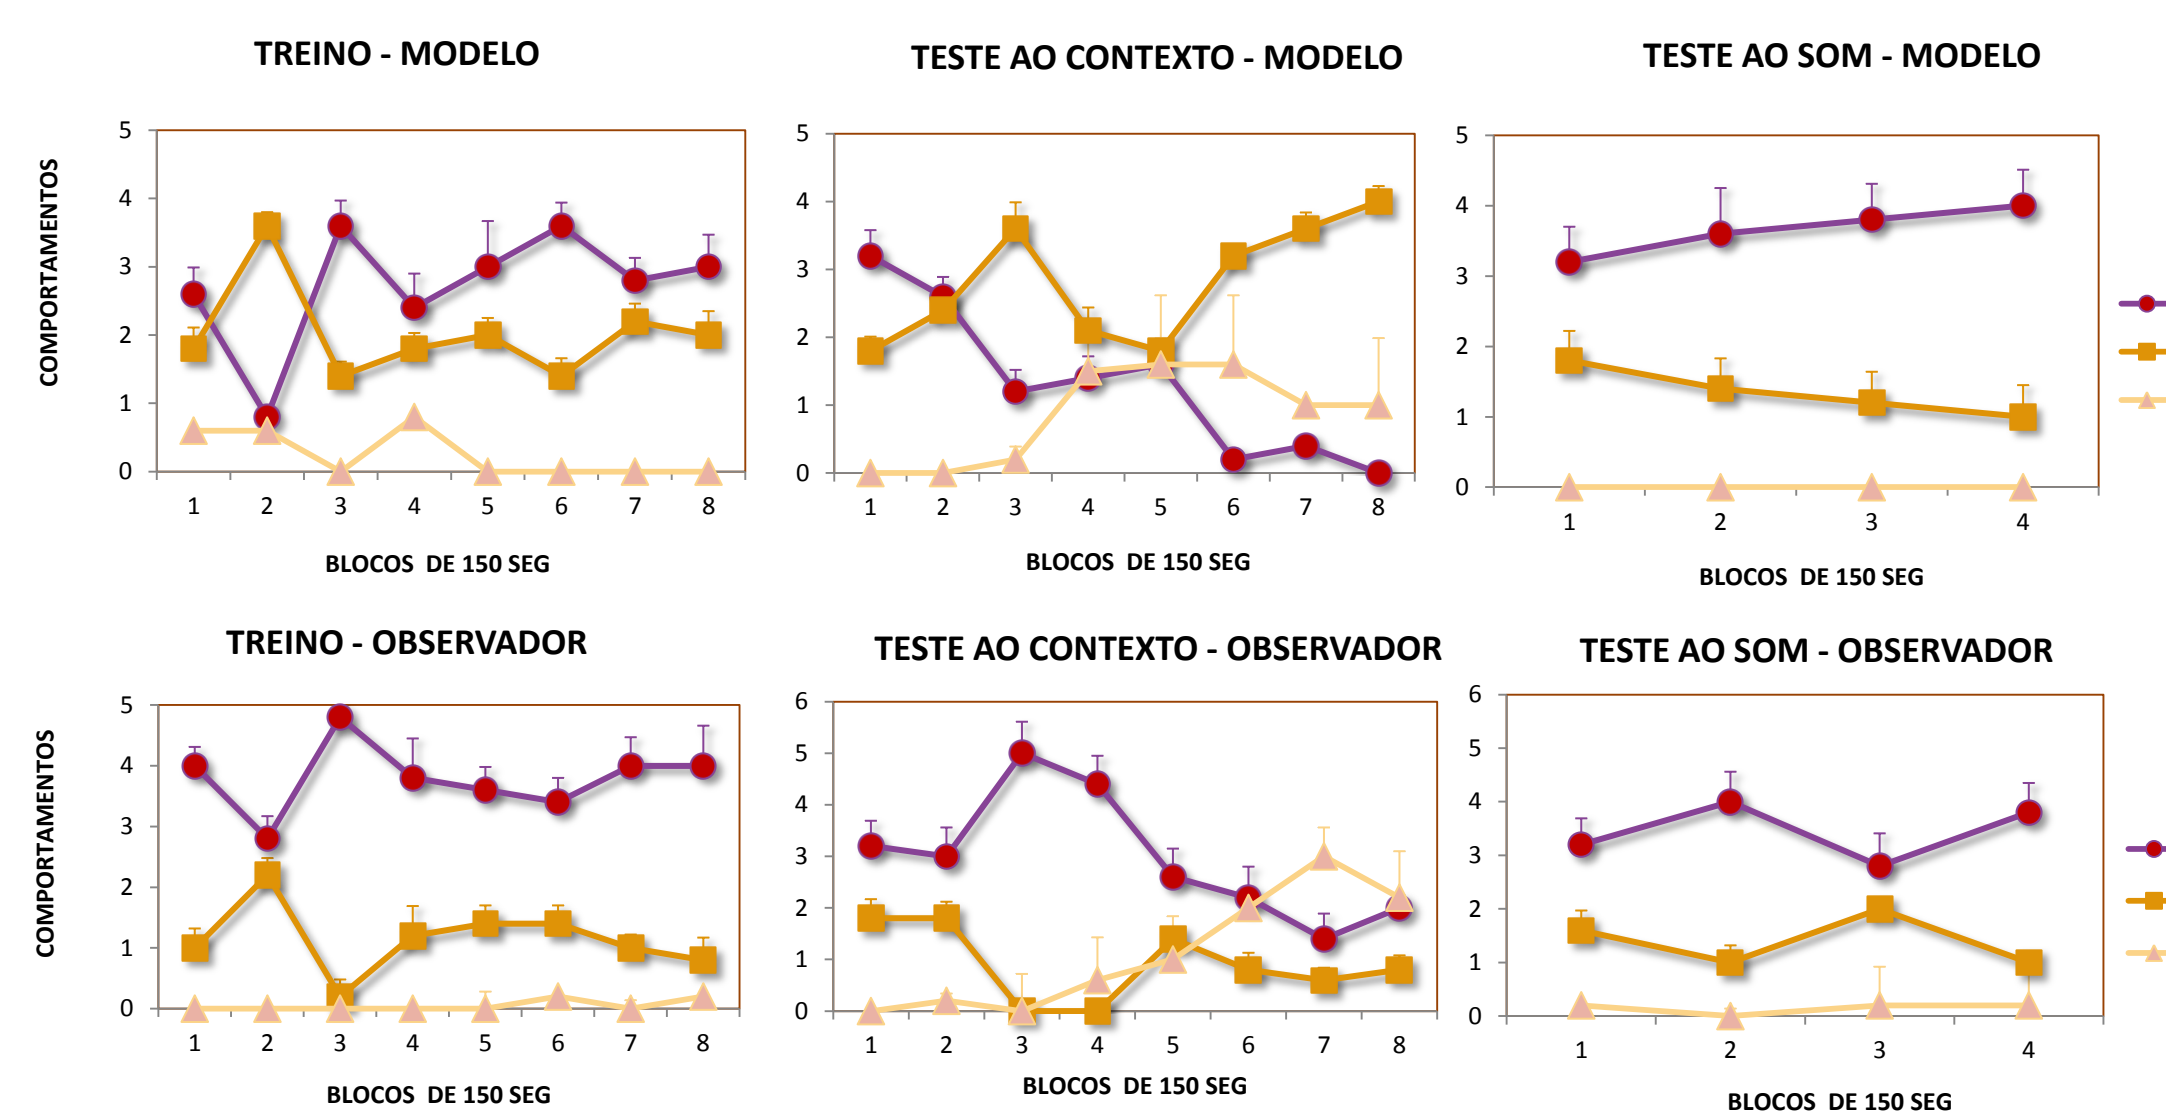 TREINO - MODELO
TESTE AO CONTEXTO - MODELO
TESTE AO SOM - MODELO
COMPORTAMENTOS
5
4
3
2
1
0
1 2 3 4 5 6 7 8
BLOCOS DE 150 SEG
5
4
3
2
1
0
1 2 3 4 5 6 7 8
BLOCOS DE 150 SEG
5
4
3
2
1
0
1 2 3 4
BLOCOS DE 150 SEG
TREINO - OBSERVADOR
TESTE AO CONTEXTO - OBSERVADOR
TESTE AO SOM - OBSERVADOR
COMPORTAMENTOS
5
4
3
2
1
0
1 2 3 4 5 6 7 8
BLOCOS DE 150 SEG
6
5
4
3
2
1
0
1 2 3 4 5 6 7 8
BLOCOS DE 150 SEG
6
5
4
3
2
1
0
1 2 3 4
BLOCOS DE 150 SEG